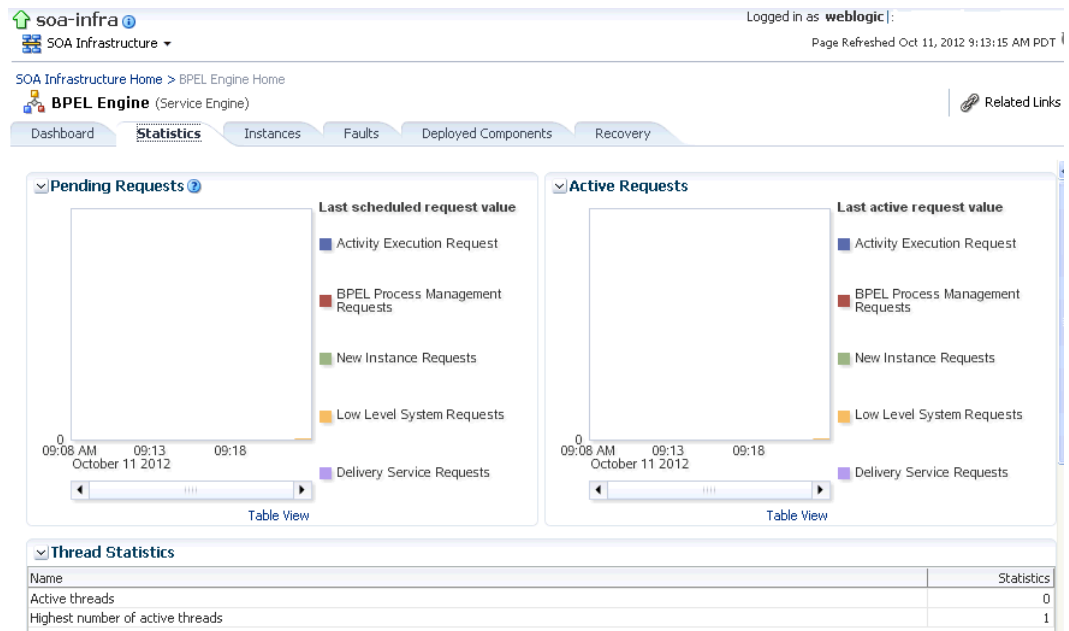 soa-infra
Logged in as weblogic|:
SOA Infrastructure
Page Refreshed Oct 11, 2012 9:13:15 AM PDT
SOA Infrastructure Home > BPEL Engine Home
BPEL Engine (Service Engine)
Related Links
Dashboard Statistics Instances Faults Deployed Components Recovery
Pending Requests
Last scheduled request value
Activity Execution Request
BPEL Process Management
Requests
New Instance Requests
Low Level System Requests
Delivery Service Requests
0
09:08 AM 09:13 09:18
October 11 2012
Table View
Active Requests
Last active request value
Activity Execution Request
BPEL Process Management
Requests
New Instance Requests
Low Level System Requests
Delivery Service Requests
0
09:08 AM 09:13 09:18
October 11 2012
Table View
Thread Statistics
Name Statistics
Active threads 0
Highest number of active threads 1